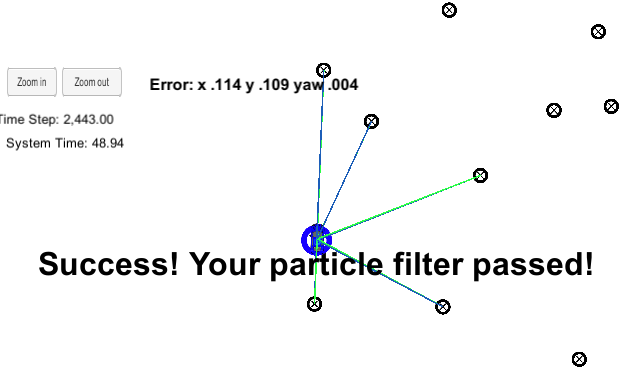 Zoom in Zoom out
Error: x .114 y .109 yaw .004
Time Step: 2,443.00
System Time: 48.94
Success! Your particle filter passed!